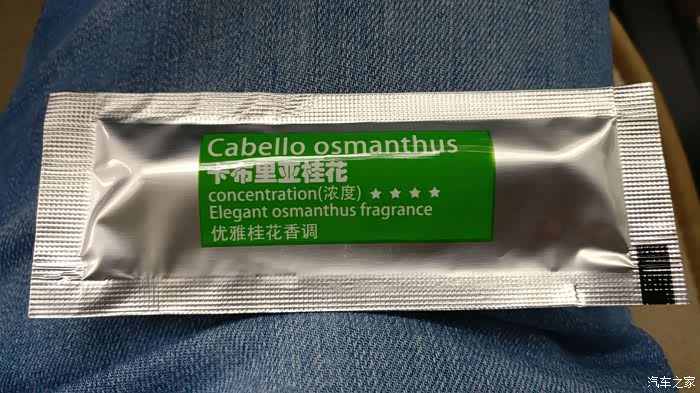 Cabello osmanthus
卡布里亚桂花
concentration(浓度) ★ ★ ★ ★
Elegant osmanthus fragrance
优雅桂花香调
汽车之家